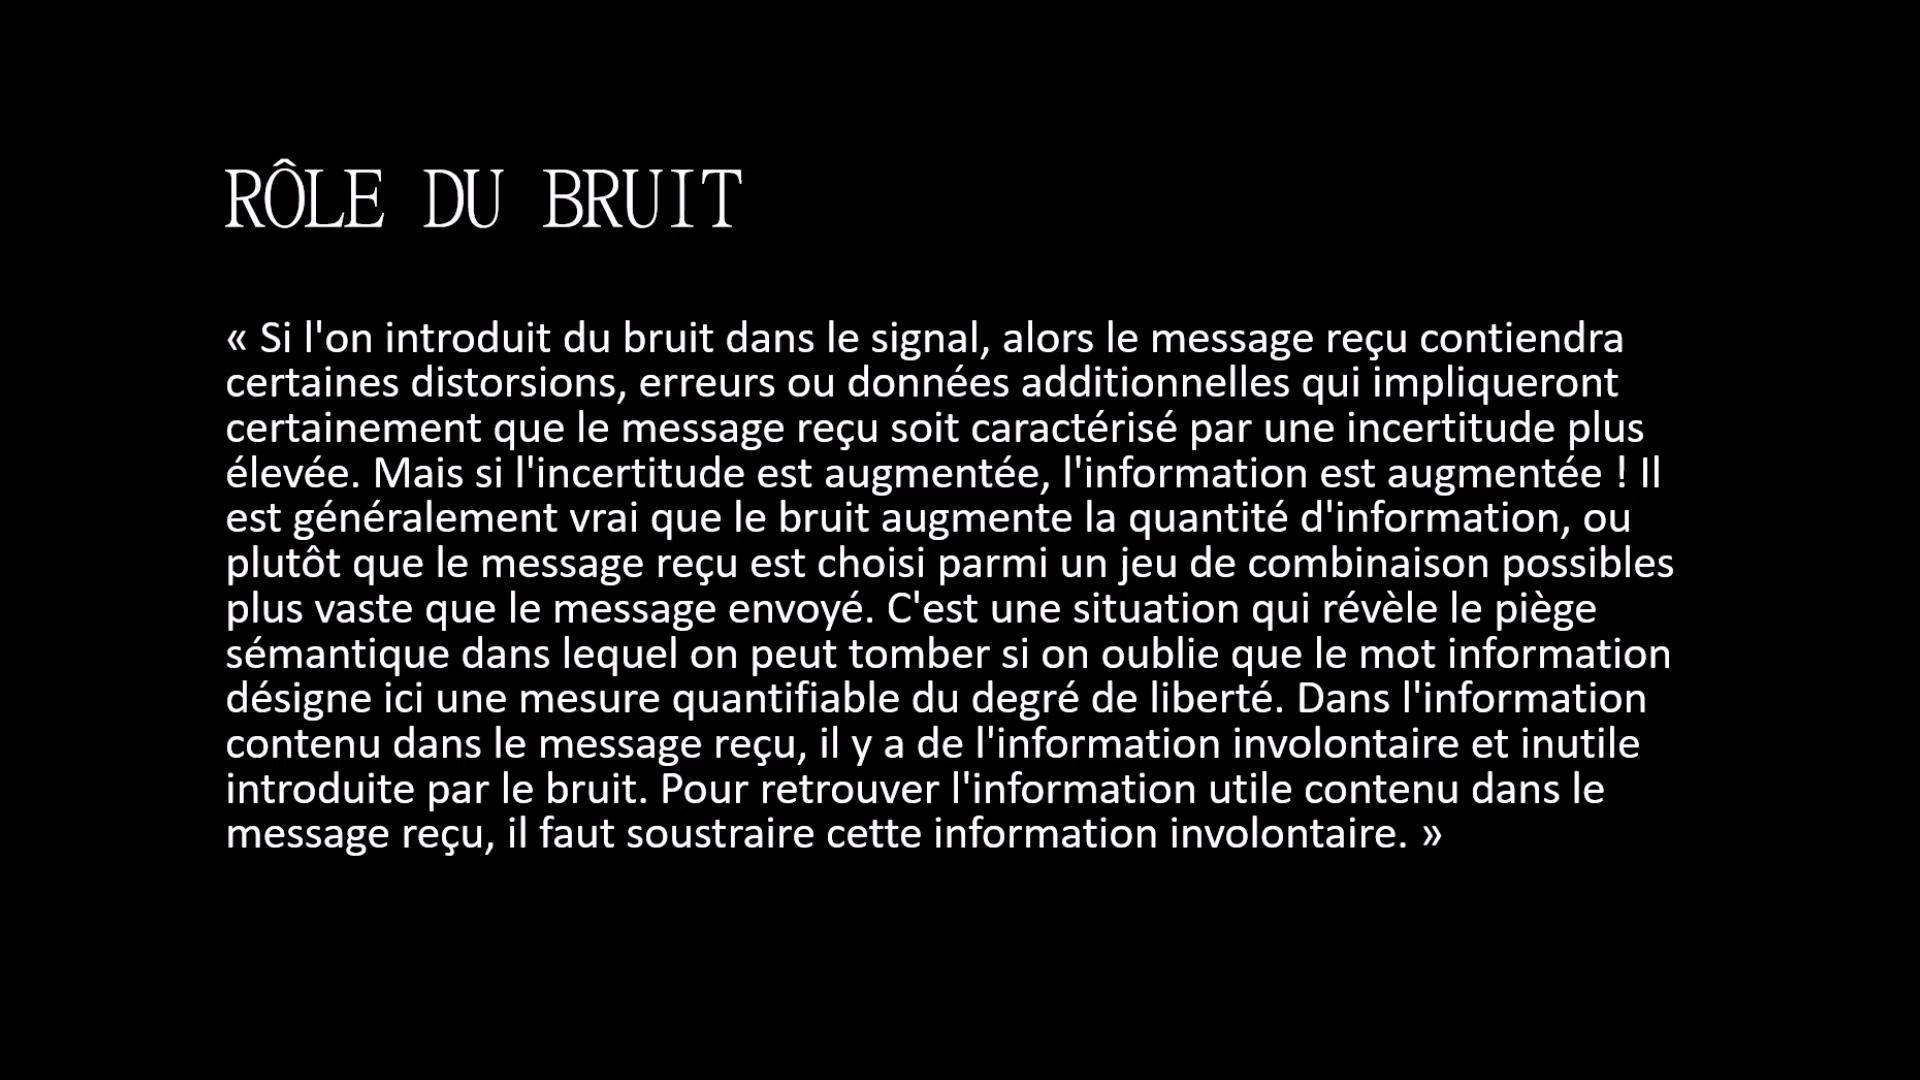 RÔLE DU BRUIT
« Si l'on introduit du bruit dans le signal, alors le message reçu contiendra
certaines distorsions, erreurs ou données additionnelles qui impliqueront
certainement que le message reçu soit caractérisé par une incertitude plus
élevée. Mais si l'incertitude est augmentée, l'information est augmentée ! Il
est généralement vrai que le bruit augmente la quantité d'information, ou
plutôt que le message reçu est choisi parmi un jeu de combinaison possibles
plus vaste que le message envoyé. C'est une situation qui révèle le piège
sémantique dans lequel on peut tomber si on oublie que le mot information
désigne ici une mesure quantifiable du degré de liberté. Dans l'information
contenu dans le message reçu, il y a de l'information involontaire et inutile
introduite par le bruit. Pour retrouver l'information utile contenu dans le
message reçu, il faut soustraire cette information involontaire. »